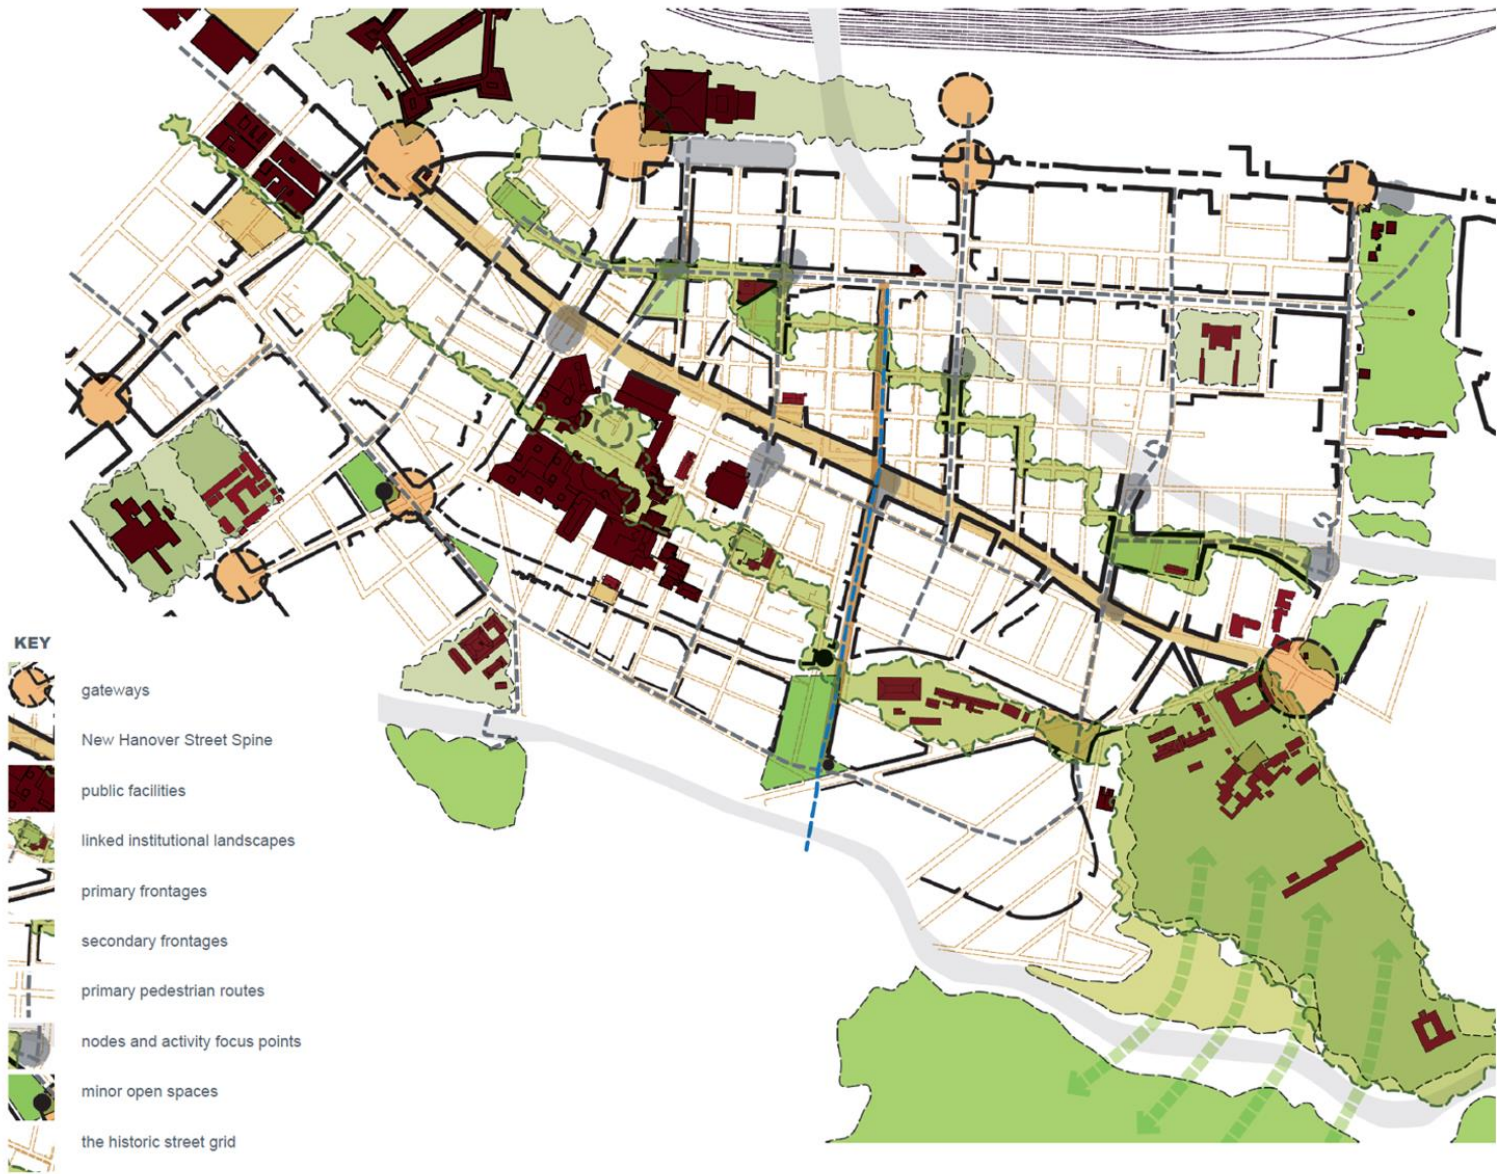 KEY
gateways
New Hanover Street Spine
public facilities
linked institutional landscapes
primary frontages
secondary frontages
primary pedestrian routes
nodes and activity focus points
minor open spaces
the historic street grid